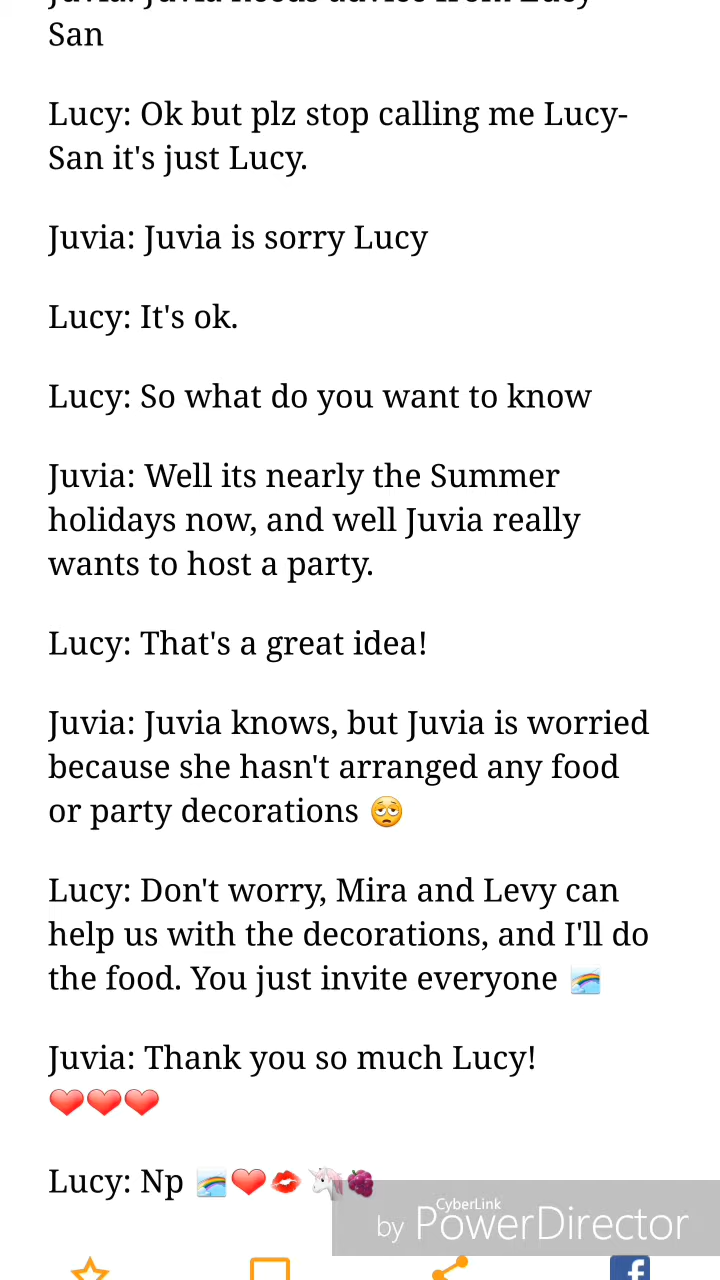 San
Lucy: Ok but plz stop calling me Lucy-
San it's just Lucy.
Juvia: Juvia is sorry Lucy
Lucy: It's ok.
Lucy: So what do you want to know
Juvia: Well its nearly the Summer
holidays now, and well Juvia really
wants to host a party.
Lucy: That's a great idea!
Juvia: Juvia knows, but Juvia is worried
because she hasn't arranged any food
or party decorations 😩
Lucy: Don't worry, Mira and Levy can
help us with the decorations, and I'll do
the food. You just invite everyone 🌈
Juvia: Thank you so much Lucy!
❤❤❤
Lucy: Np 🌈❤💋🦄🍇
CyberLink
by PowerDirector
f